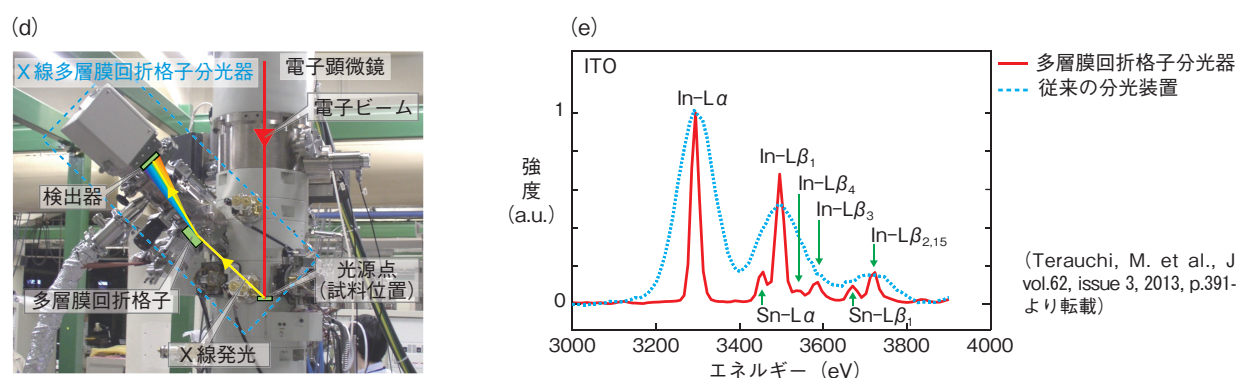 (d)
X線多層膜回折格子分光器
電子顕微鏡
電子ビーム
検出器
多層膜回折格子
X線発光
光源点
(試料位置)
(e)
ITO
In–Lα
In–Lβ1
In–Lβ4
In–Lβ3
In–Lβ2,15
Sn–Lα
Sn–Lβ1
1
0
強度
(a.u.)
3000 3200 3400 3600 3800 4000
エネルギー (eV)
多層膜回折格子分光器
従来の分光装置
(Terauchi, M. et al., J
vol.62, issue 3, 2013, p.391-
より転載)